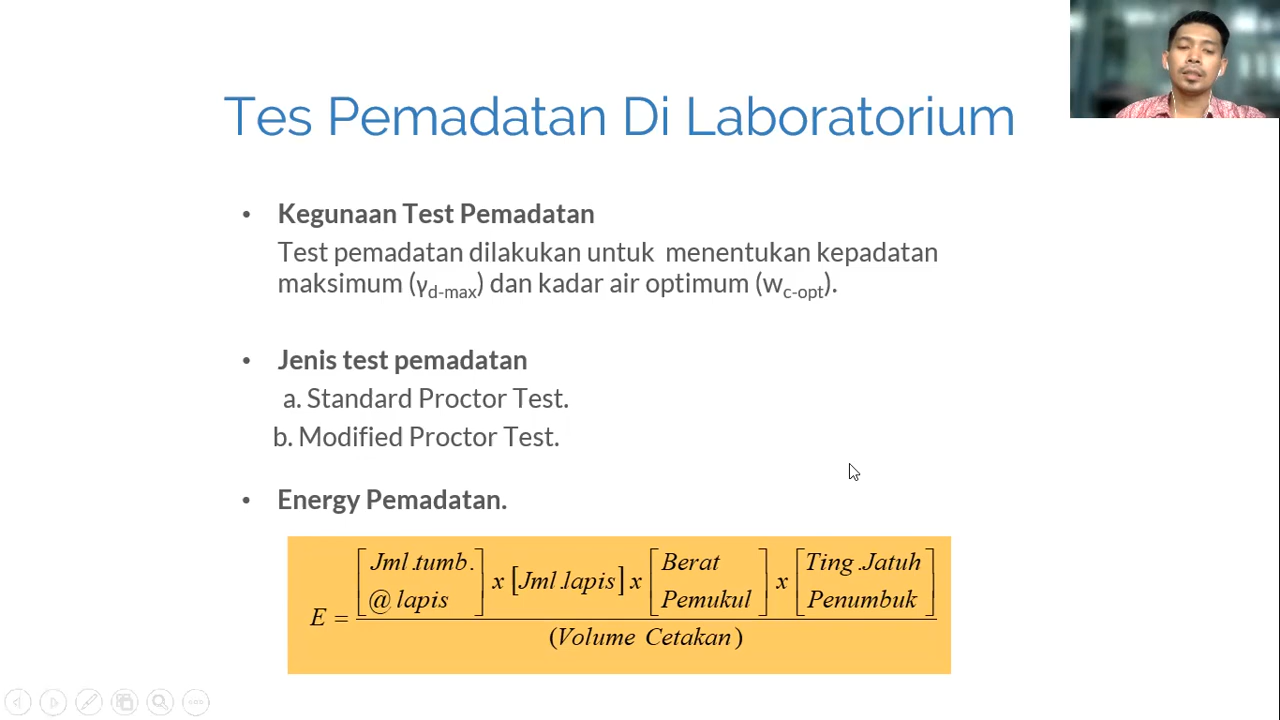 Tes Pemadatan Di Laboratorium
• Kegunaan Test Pemadatan
Test pemadatan dilakukan untuk menentukan kepadatan
maksimum (γd-max) dan kadar air optimum (wc-opt).
• Jenis test pemadatan
a. Standard Proctor Test.
b. Modified Proctor Test.
• Energy Pemadatan.
E = [Jml.tumb. @ lapis] x [Jml.lapis] x [Berat Pemukul] x [Ting.Jatuh Penumbuk]
(Volume Cetakan)